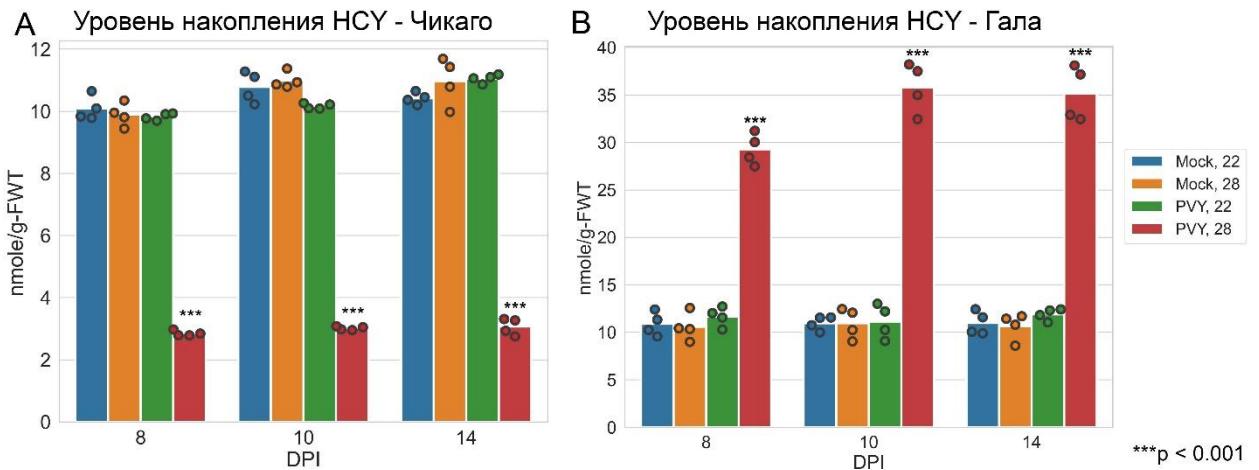 A Уровень накопления HCY - Чикаго
nmole/g-FWT
12
10
8
6
4
2
0
***
***
***
8 10 14
DPI
B Уровень накопления HCY - Гала
nmole/g-FWT
40
35
30
25
20
15
10
5
0
***
***
***
8 10 14
DPI
Mock, 22
Mock, 28
PVY, 22
PVY, 28
***p < 0.001